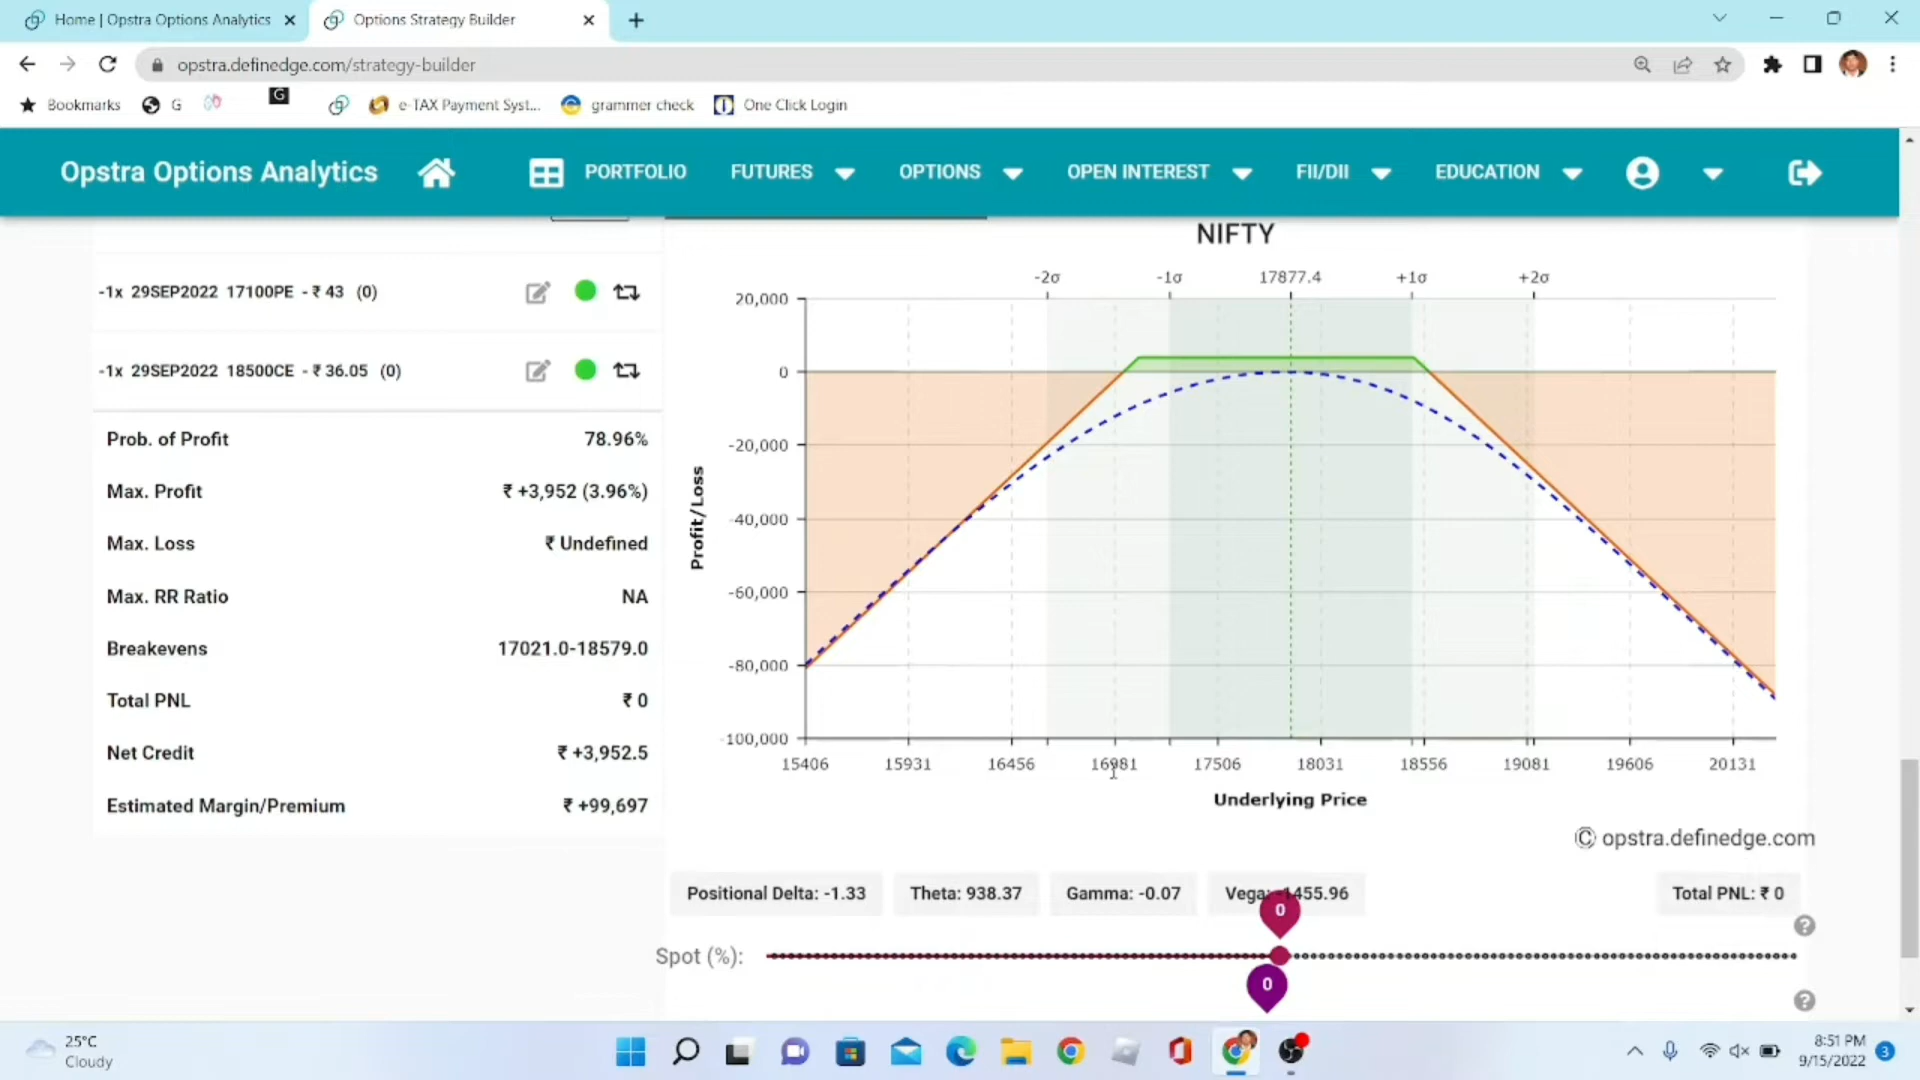 Home | Opstra Options Analytics
Options Strategy Builder
opstra.definedge.com/strategy-builder
Bookmarks
G
G
e-TAX Payment Syst...
grammer check
One Click Login
Opstra Options Analytics
PORTFOLIO
FUTURES
OPTIONS
OPEN INTEREST
FII/DII
EDUCATION
NIFTY
-1x 29SEP2022 17100PE - ₹ 43 (0)
-1x 29SEP2022 18500CE - ₹ 36.05 (0)
Prob. of Profit 78.96%
Max. Profit ₹ +3,952 (3.96%)
Max. Loss ₹ Undefined
Max. RR Ratio NA
Breakevens 17021.0-18579.0
Total PNL ₹ 0
Net Credit ₹ +3,952.5
Estimated Margin/Premium ₹ +99,697
-2σ -1σ 17877.4 +1σ +2σ
20,000
0
-20,000
-40,000
-60,000
-80,000
-100,000
Profit/Loss
15406 15931 16456 16981 17506 18031 18556 19081 19606 20131
Underlying Price
© opstra.definedge.com
Positional Delta: -1.33
Theta: 938.37
Gamma: -0.07
Vega: -1455.96
Total PNL: ₹ 0
0
Spot (%):
0
25°C
Cloudy
8:51 PM
9/15/2022
3